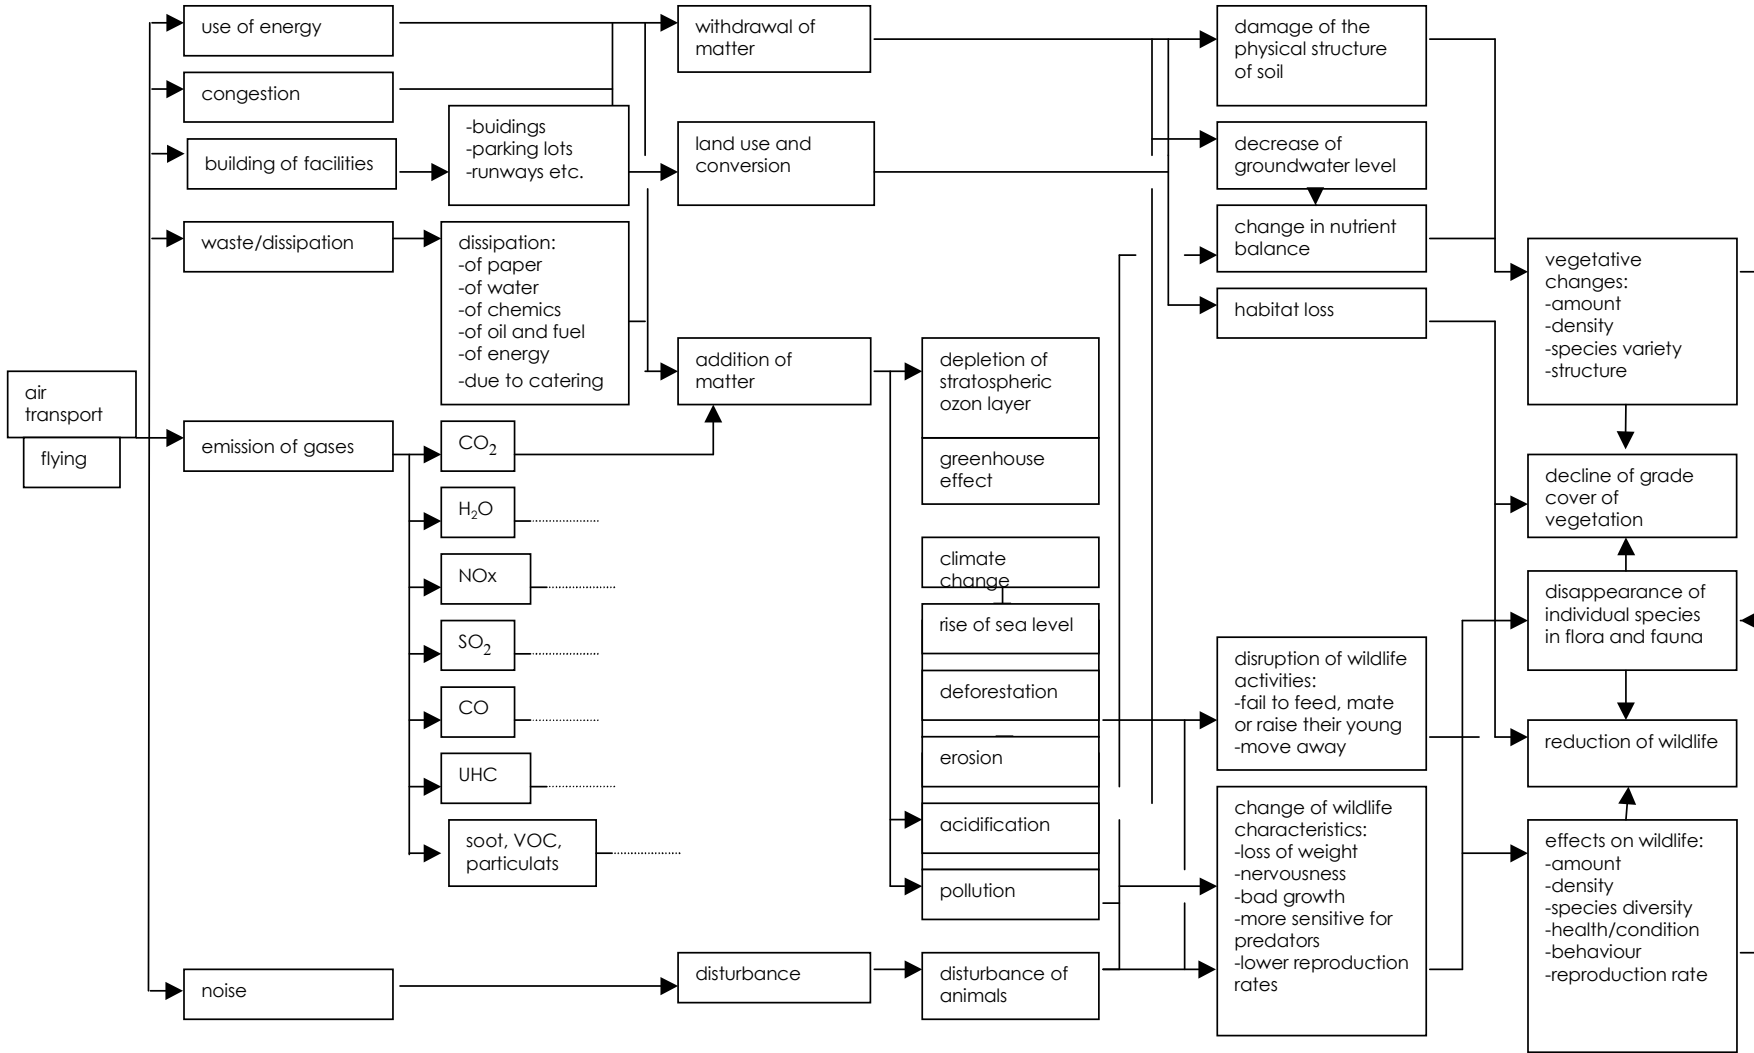 air
transport
flying
use of energy
congestion
building of facilities
waste/dissipation
emission of gases
noise
-buidings
-parking lots
-runways etc.
dissipation:
-of paper
-of water
-of chemics
-of oil and fuel
-of energy
-due to catering
CO₂
H₂O
NOx
SO₂
CO
UHC
soot, VOC,
particulats
withdrawal of
matter
land use and
conversion
addition of
matter
disturbance
depletion of
stratospheric
ozon layer
greenhouse
effect
climate
change
rise of sea level
deforestation
erosion
acidification
pollution
disturbance of
animals
damage of the
physical structure
of soil
decrease of
groundwater level
change in nutrient
balance
habitat loss
disruption of wildlife
activities:
-fail to feed, mate
or raise their young
-move away
change of wildlife
characteristics:
-loss of weight
-nervousness
-bad growth
-more sensitive for
predators
-lower reproduction
rates
vegetative
changes:
-amount
-density
-species variety
-structure
decline of grade
cover of
vegetation
disappearance of
individual species
in flora and fauna
reduction of wildlife
effects on wildlife:
-amount
-density
-species diversity
-health/condition
-behaviour
-reproduction rate